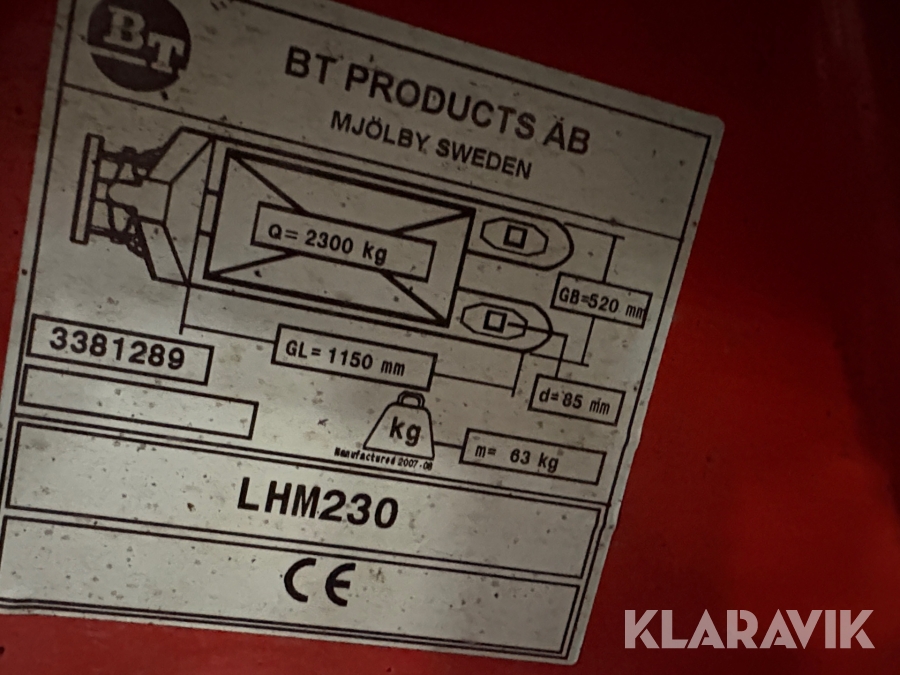 BT
BT PRODUCTS AB
MJÖLBY SWEDEN
Q= 2300 kg
GB=520 mm
3381289
GL= 1150 mm
d=85 mm
kg
m= 63 kg
Manufactured 2007-08
LHM230
CE
KLARAVIK